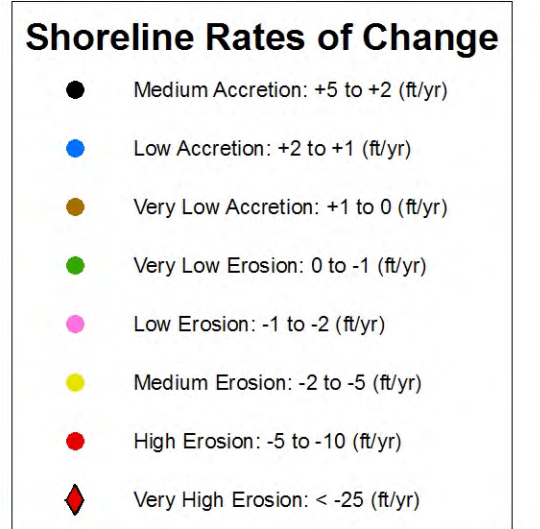 Shoreline Rates of Change
Medium Accretion: +5 to +2 (ft/yr)
Low Accretion: +2 to +1 (ft/yr)
Very Low Accretion: +1 to 0 (ft/yr)
Very Low Erosion: 0 to -1 (ft/yr)
Low Erosion: -1 to -2 (ft/yr)
Medium Erosion: -2 to -5 (ft/yr)
High Erosion: -5 to -10 (ft/yr)
Very High Erosion: < -25 (ft/yr)